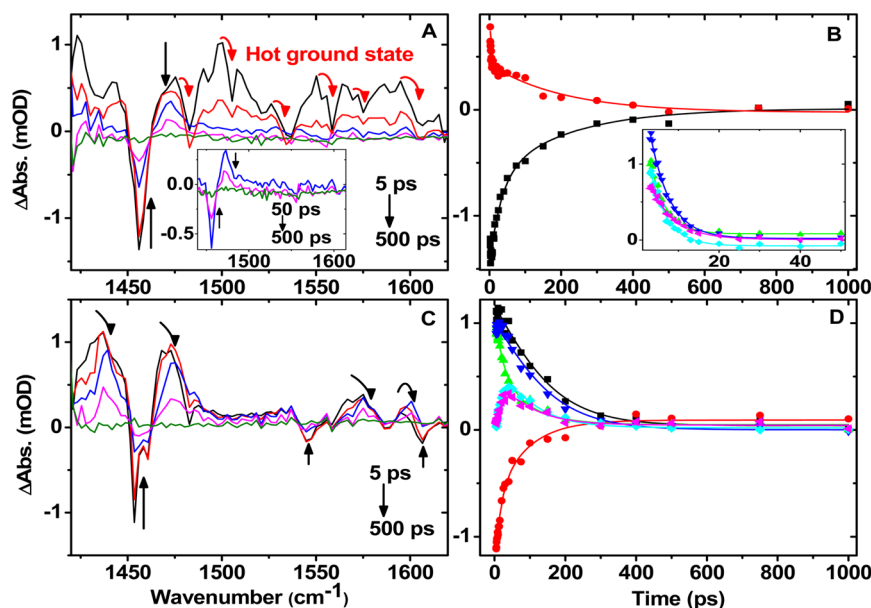 A
Hot ground state
1
0
-1
ΔAbs. (mOD)
0.0
-0.5
50 ps
500 ps
1500 1600
5 ps
500 ps
1450 1500 1550 1600
B
1
0
-1
1
0
20 40
0 200 400 600 800 1000
C
1
0
-1
ΔAbs. (mOD)
5 ps
500 ps
1450 1500 1550 1600
Wavenumber (cm-1)
D
1
0
-1
0 200 400 600 800 1000
Time (ps)